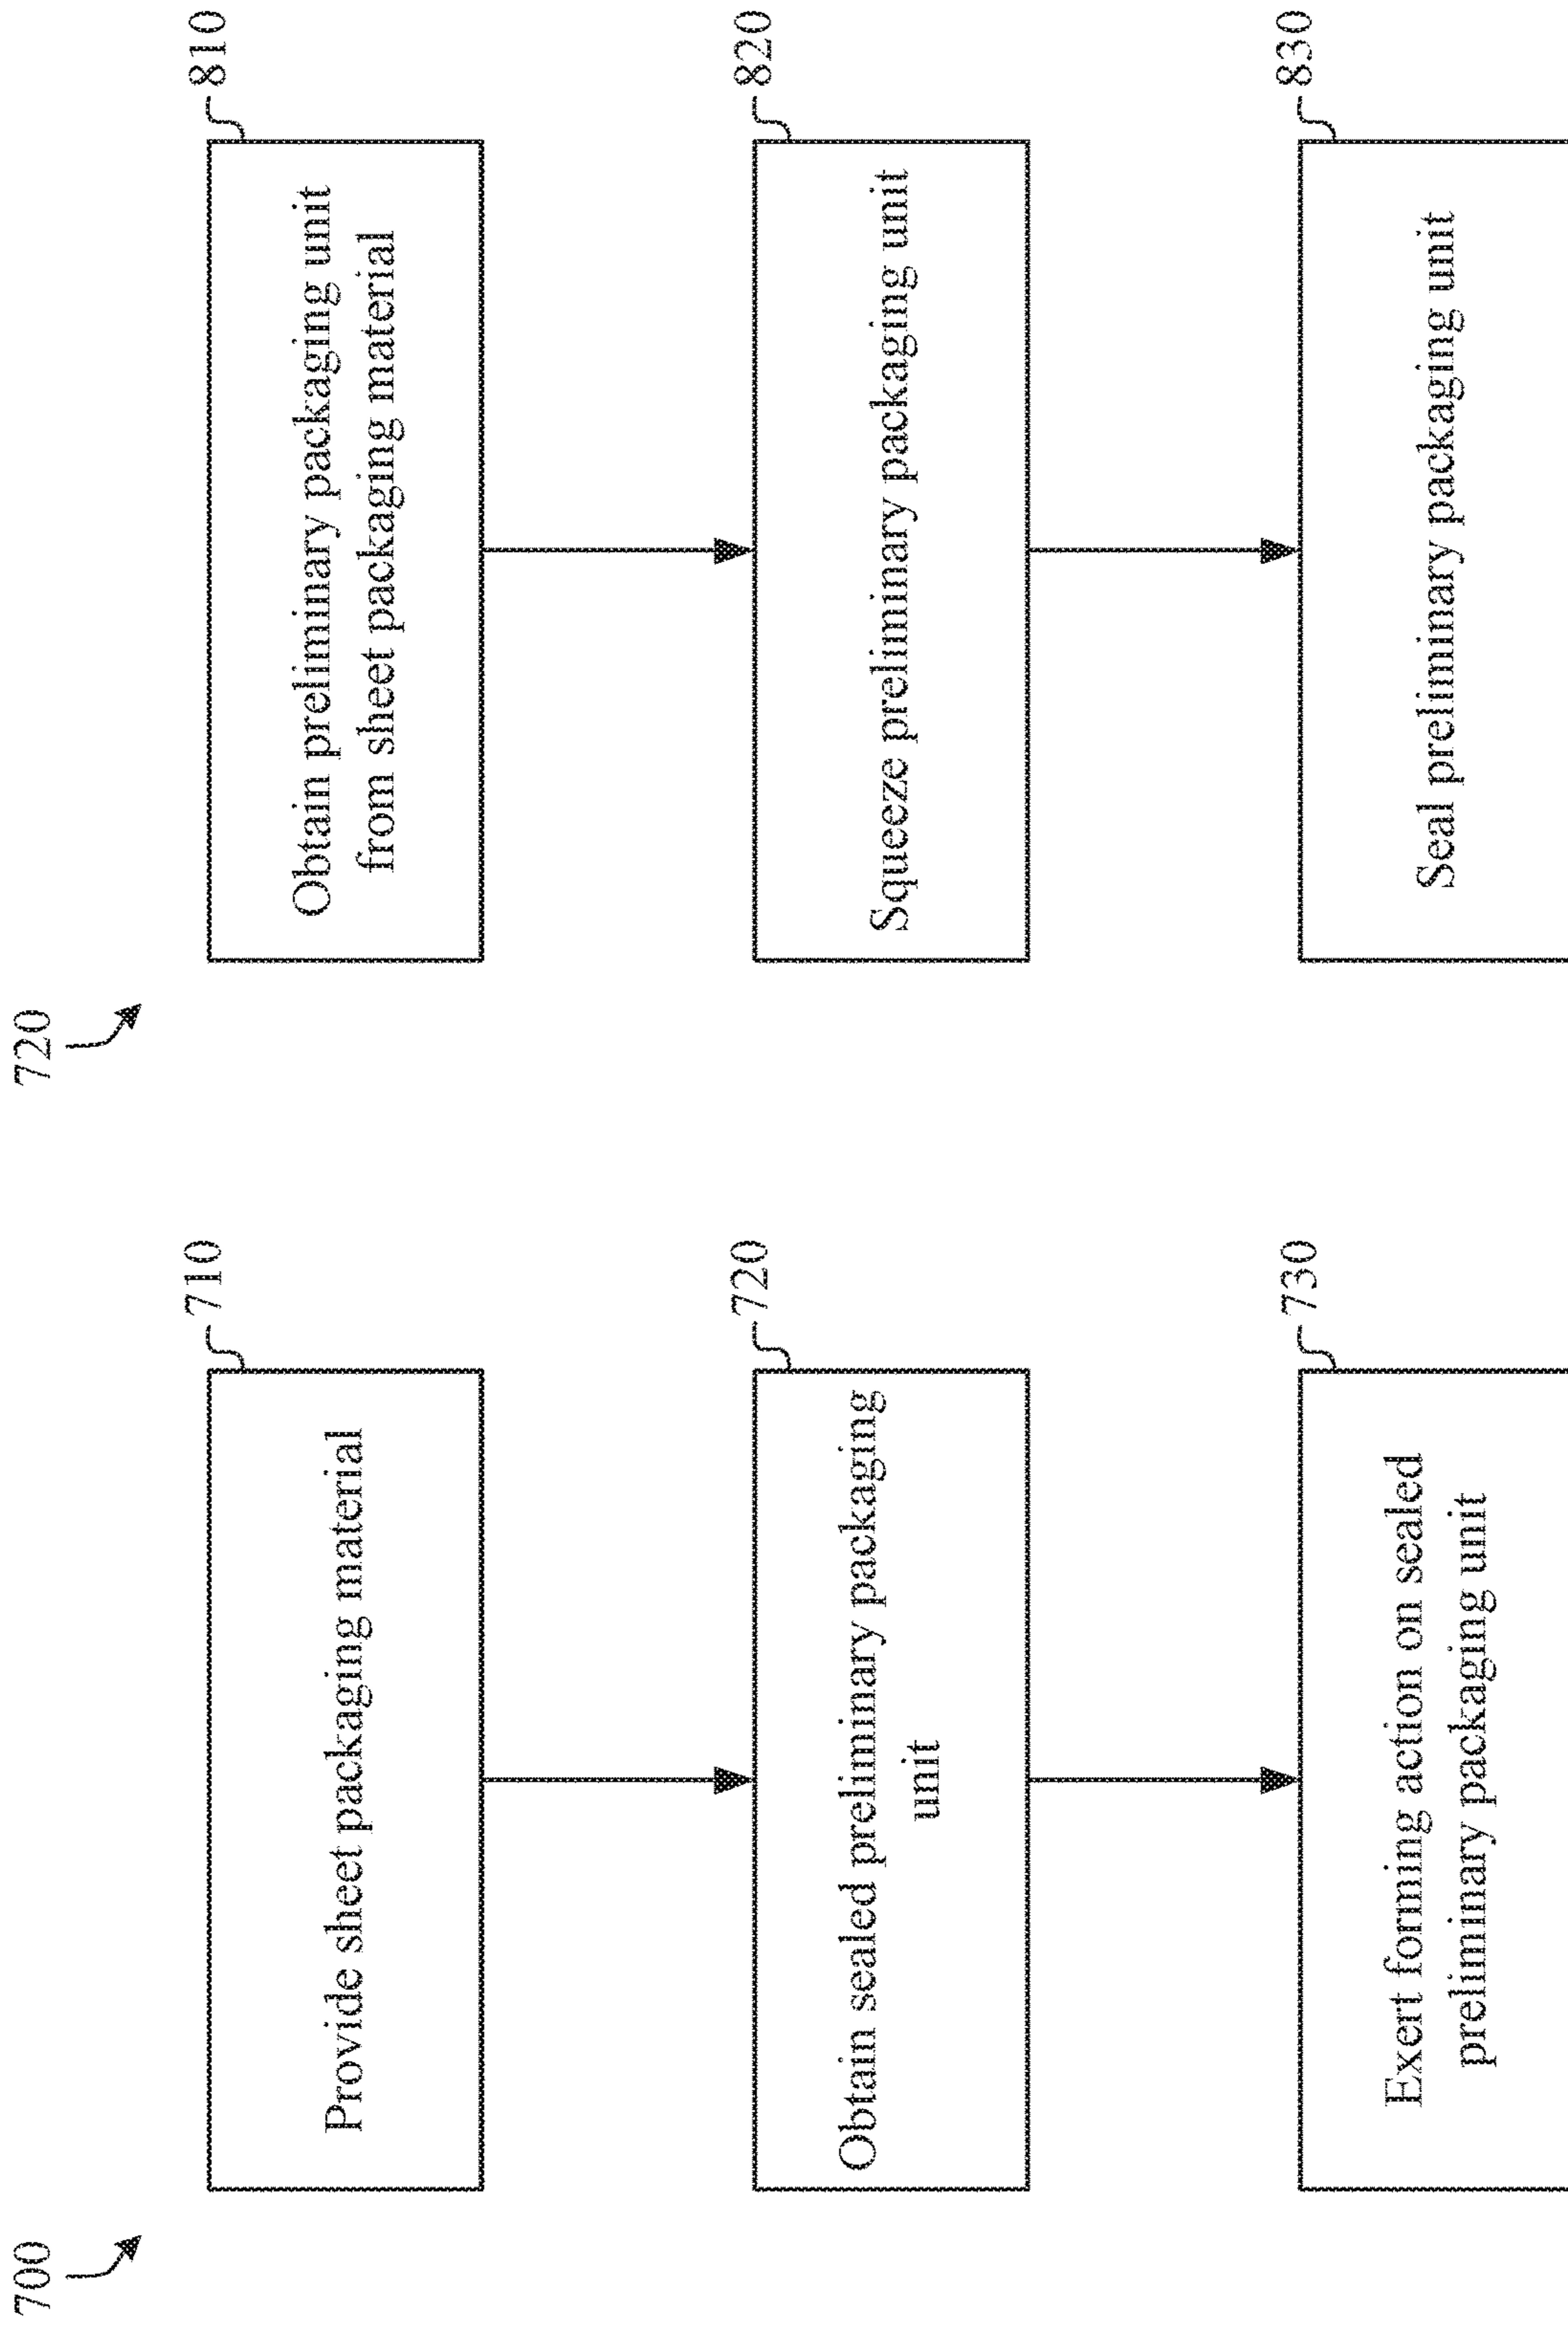 700
710
Provide sheet packaging material
720
Obtain sealed preliminary packaging
unit
730
Exert forming action on sealed
preliminary packaging unit
720
810
Obtain preliminary packaging unit
from sheet packaging material
820
Squeeze preliminary packaging unit
830
Seal preliminary packaging unit